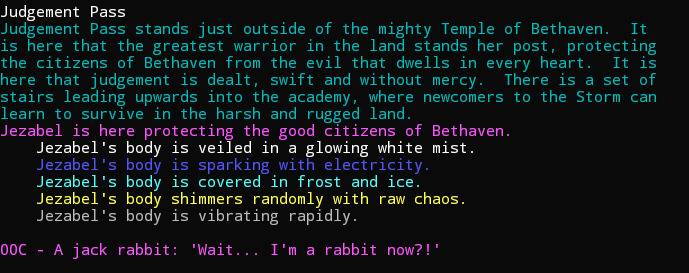 Judgement Pass
Judgement Pass stands just outside of the mighty Temple of Bethaven.  It
is here that the greatest warrior in the land stands her post, protecting
the citizens of Bethaven from the evil that dwells in every heart.  It is
here that judgement is dealt, swift and without mercy.  There is a set of
stairs leading upwards into the academy, where newcomers to the Storm can
learn to survive in the harsh and rugged land.
Jezabel is here protecting the good citizens of Bethaven.
    Jezabel's body is veiled in a glowing white mist.
    Jezabel's body is sparking with electricity.
    Jezabel's body is covered in frost and ice.
    Jezabel's body shimmers randomly with raw chaos.
    Jezabel's body is vibrating rapidly.
OOC - A jack rabbit: 'Wait... I'm a rabbit now?!'